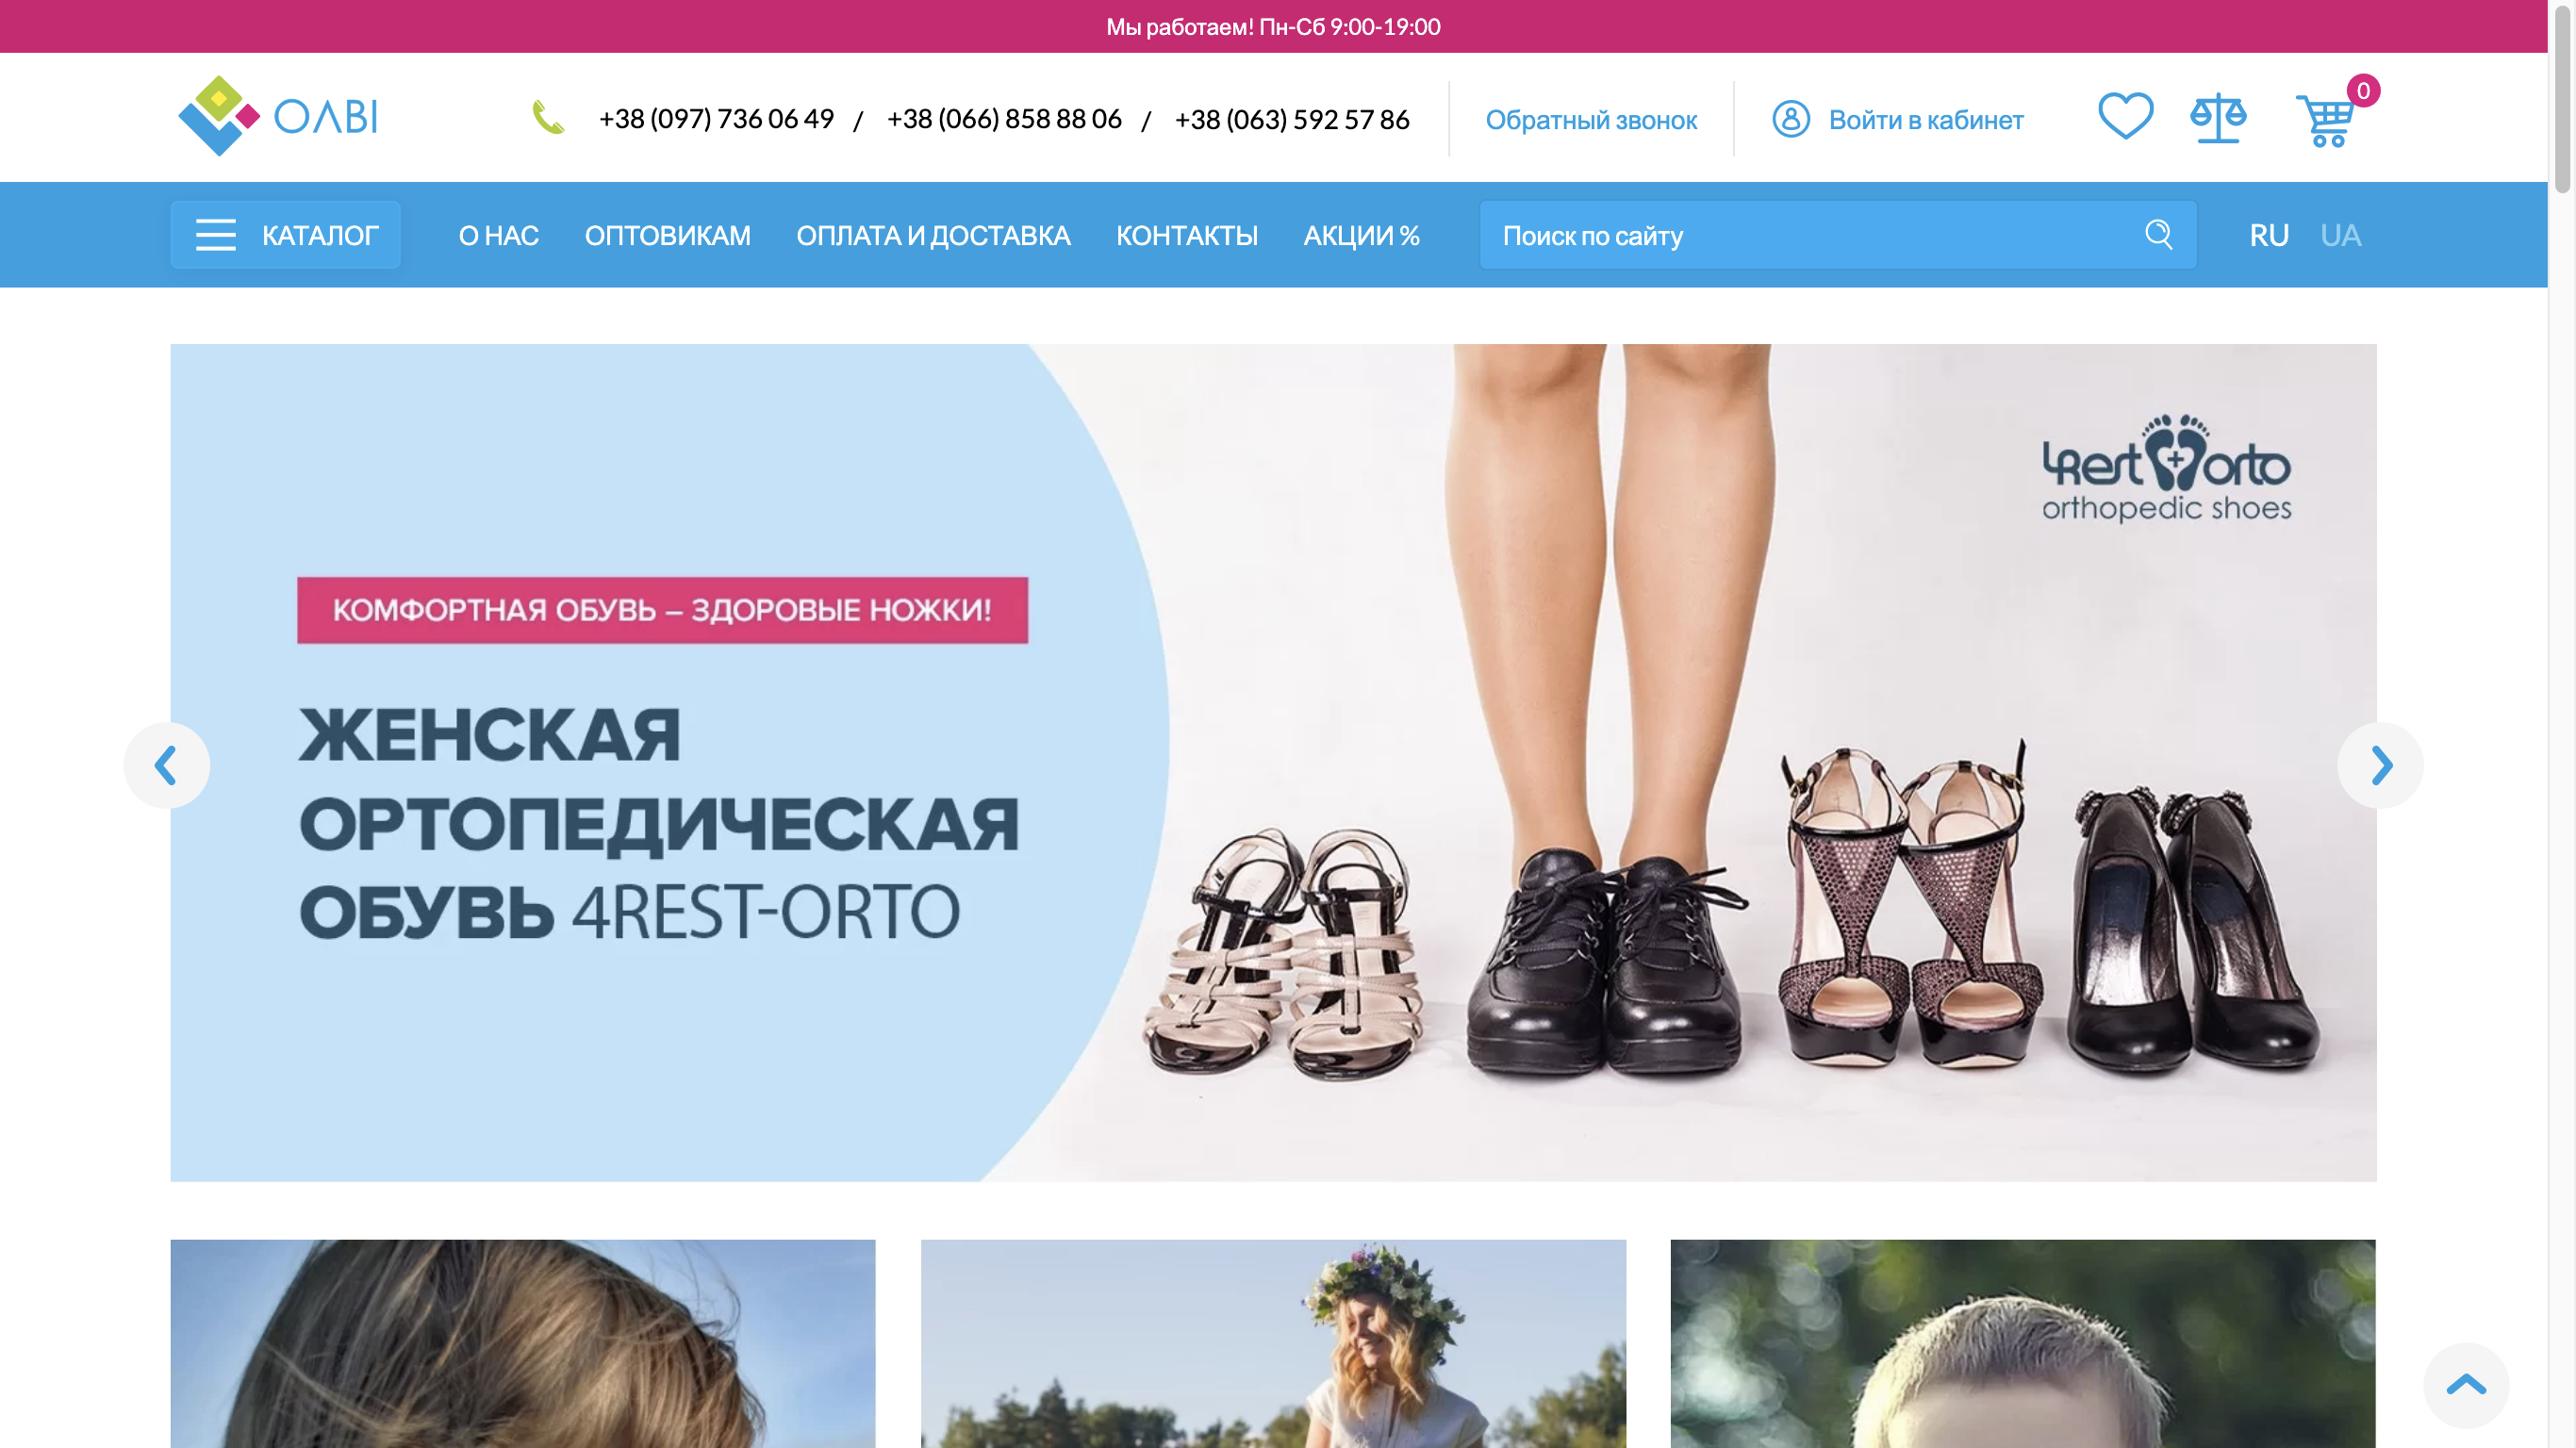 Мы работаем! Пн-Сб 9:00-19:00
ОЛВІ
+38 (097) 736 06 49 / +38 (066) 858 88 06 / +38 (063) 592 57 86
Обратный звонок
Войти в кабинет
0
КАТАЛОГ
О НАС
ОПТОВИКАМ
ОПЛАТА И ДОСТАВКА
КОНТАКТЫ
АКЦИИ %
Поиск по сайту
RU UA
4Rest orto
orthopedic shoes
КОМФОРТНАЯ ОБУВЬ – ЗДОРОВЫЕ НОЖКИ!
ЖЕНСКАЯ
ОРТОПЕДИЧЕСКАЯ
ОБУВЬ 4REST-ORTO